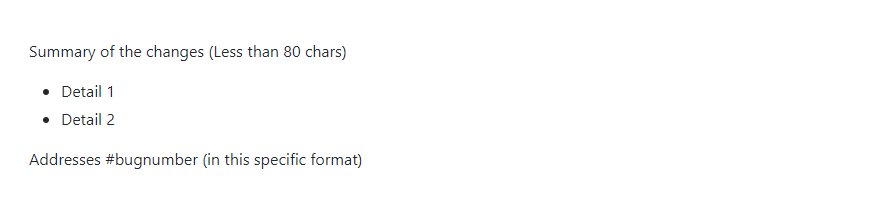 Summary of the changes (Less than 80 chars)
• Detail 1
• Detail 2
Addresses #bugnumber (in this specific format)